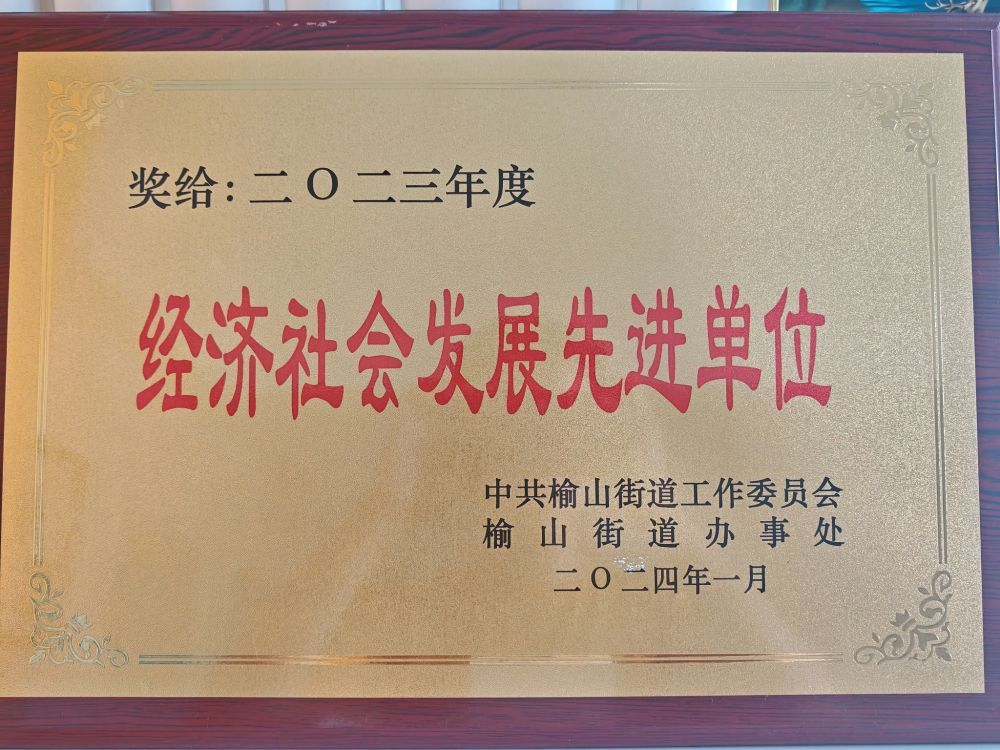 奖给：二〇二三年度
经济社会发展先进单位
中共榆山街道工作委员会
榆山街道办事处
二〇二四年一月